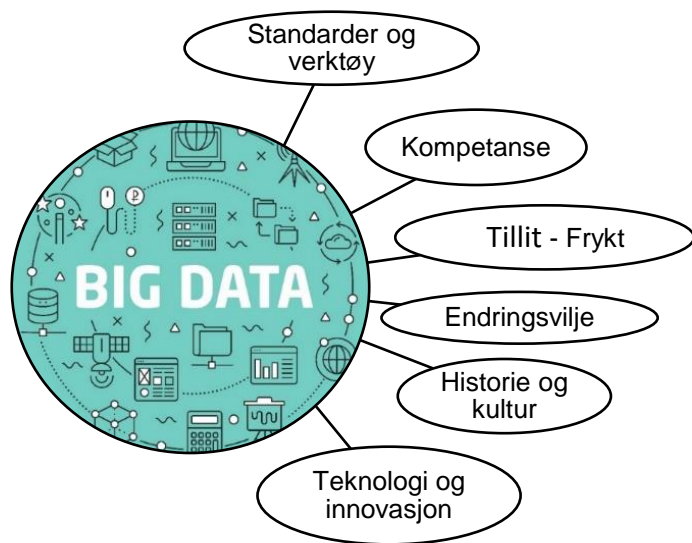 Standarder og
verktøy
Kompetanse
Tillit - Frykt
BIG DATA
Endringsvilje
Historie og
kultur
Teknologi og
innovasjon